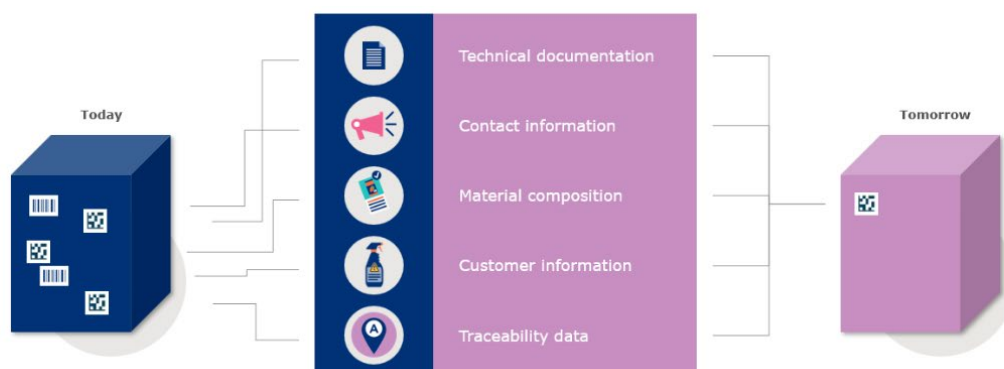 Today
Technical documentation
Contact information
Material composition
Customer information
A
Traceability data
Tomorrow